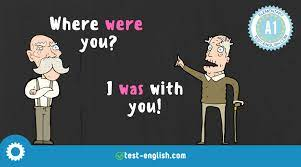 Where were
you?
A1
I was with
you!
test-english.com